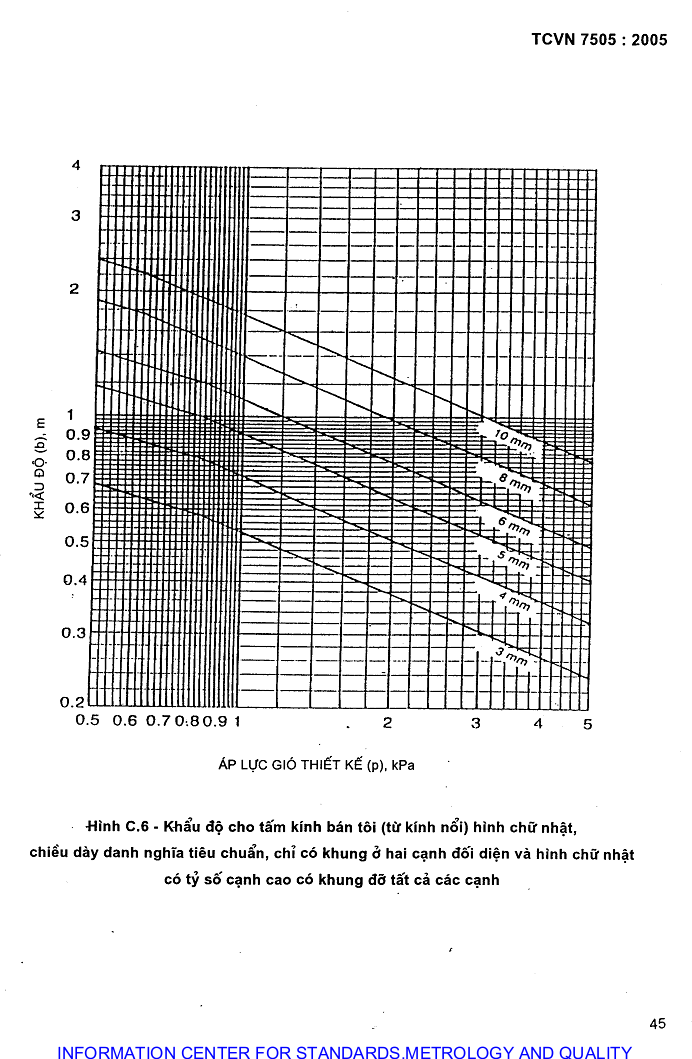 TCVN 7505 : 2005
4
3
2
1
0.9
0.8
0.7
0.6
0.5
0.4
0.3
0.2
KHẨU ĐỘ (b), m
10 mm
8 mm
6 mm
5 mm
4 mm
3 mm
0.5 0.6 0.7 0.8 0.9 1 2 3 4 5
ÁP LỰC GIÓ THIẾT KẾ (p), kPa
Hình C.6 - Khẩu độ cho tấm kính bán tôi (từ kính nổi) hình chữ nhật,
chiều dày danh nghĩa tiêu chuẩn, chỉ có khung ở hai cạnh đối diện và hình chữ nhật
có tỷ số cạnh cao có khung đỡ tất cả các cạnh
45
INFORMATION CENTER FOR STANDARDS.METROLOGY AND QUALITY